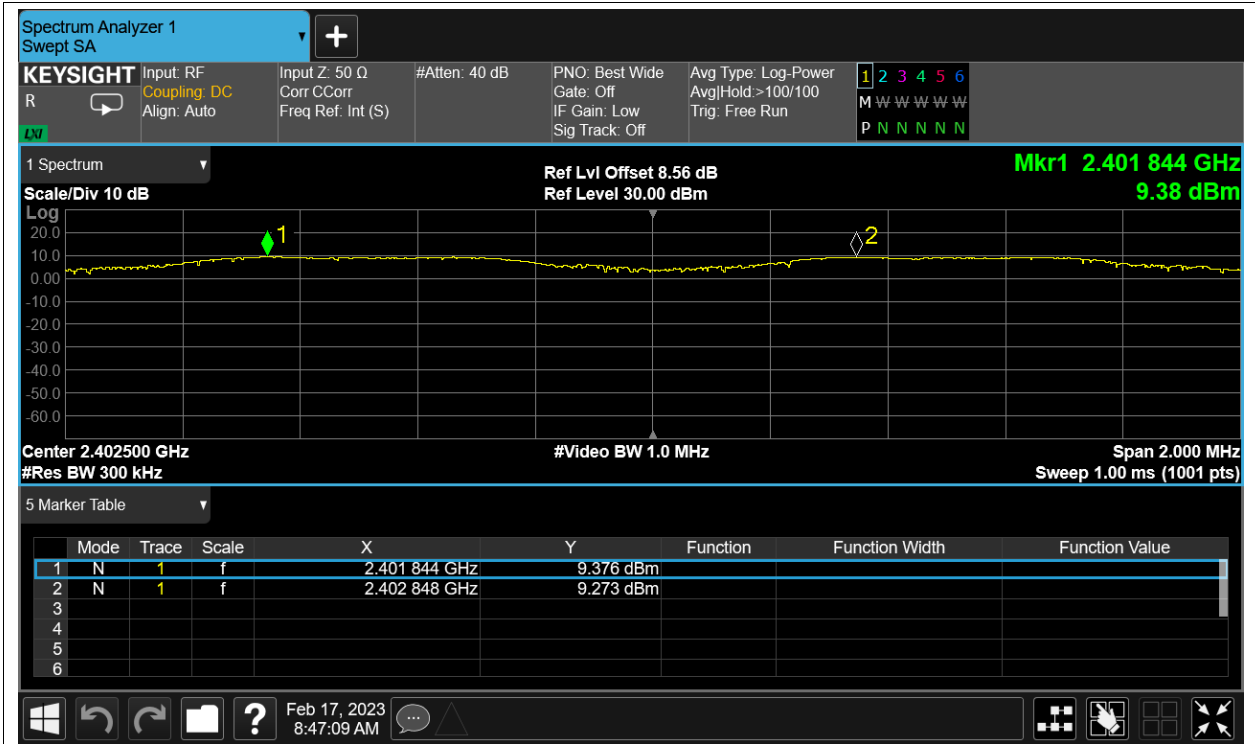 Spectrum Analyzer 1
Swept SA
KEYSIGHT Input: RF Input Z: 50 Ω #Atten: 40 dB PNO: Best Wide Avg Type: Log-Power 1 2 3 4 5 6
R Coupling: DC Corr CCorr Gate: Off Avg|Hold:>100/100 M W W W W W
Align: Auto Freq Ref: Int (S) IF Gain: Low Trig: Free Run
LXI Sig Track: Off P N N N N N
1 Spectrum Ref Lvl Offset 8.56 dB Mkr1 2.401 844 GHz
Scale/Div 10 dB Ref Level 30.00 dBm 9.38 dBm
Log
20.0
1
2
10.0
0.00
-10.0
-20.0
-30.0
-40.0
-50.0
-60.0
Center 2.402500 GHz #Video BW 1.0 MHz Span 2.000 MHz
#Res BW 300 kHz Sweep 1.00 ms (1001 pts)
5 Marker Table
Mode Trace Scale X Y Function Function Width Function Value
1 N 1 f 2.401 844 GHz 9.376 dBm
2 N 1 f 2.402 848 GHz 9.273 dBm
3
4
5
6
? Feb 17, 2023
8:47:09 AM